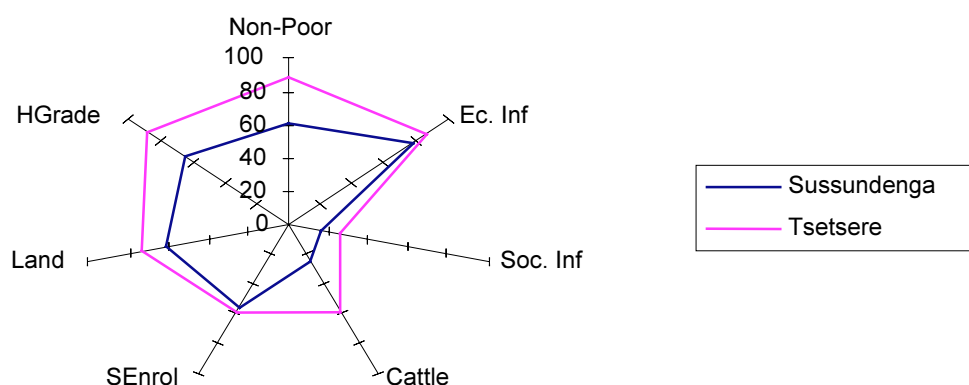 Non-Poor
100
80
60
40
20
0
HGrade
Ec. Inf
Land
Soc. Inf
SEnrol
Cattle
Sussundenga
Tsetsere